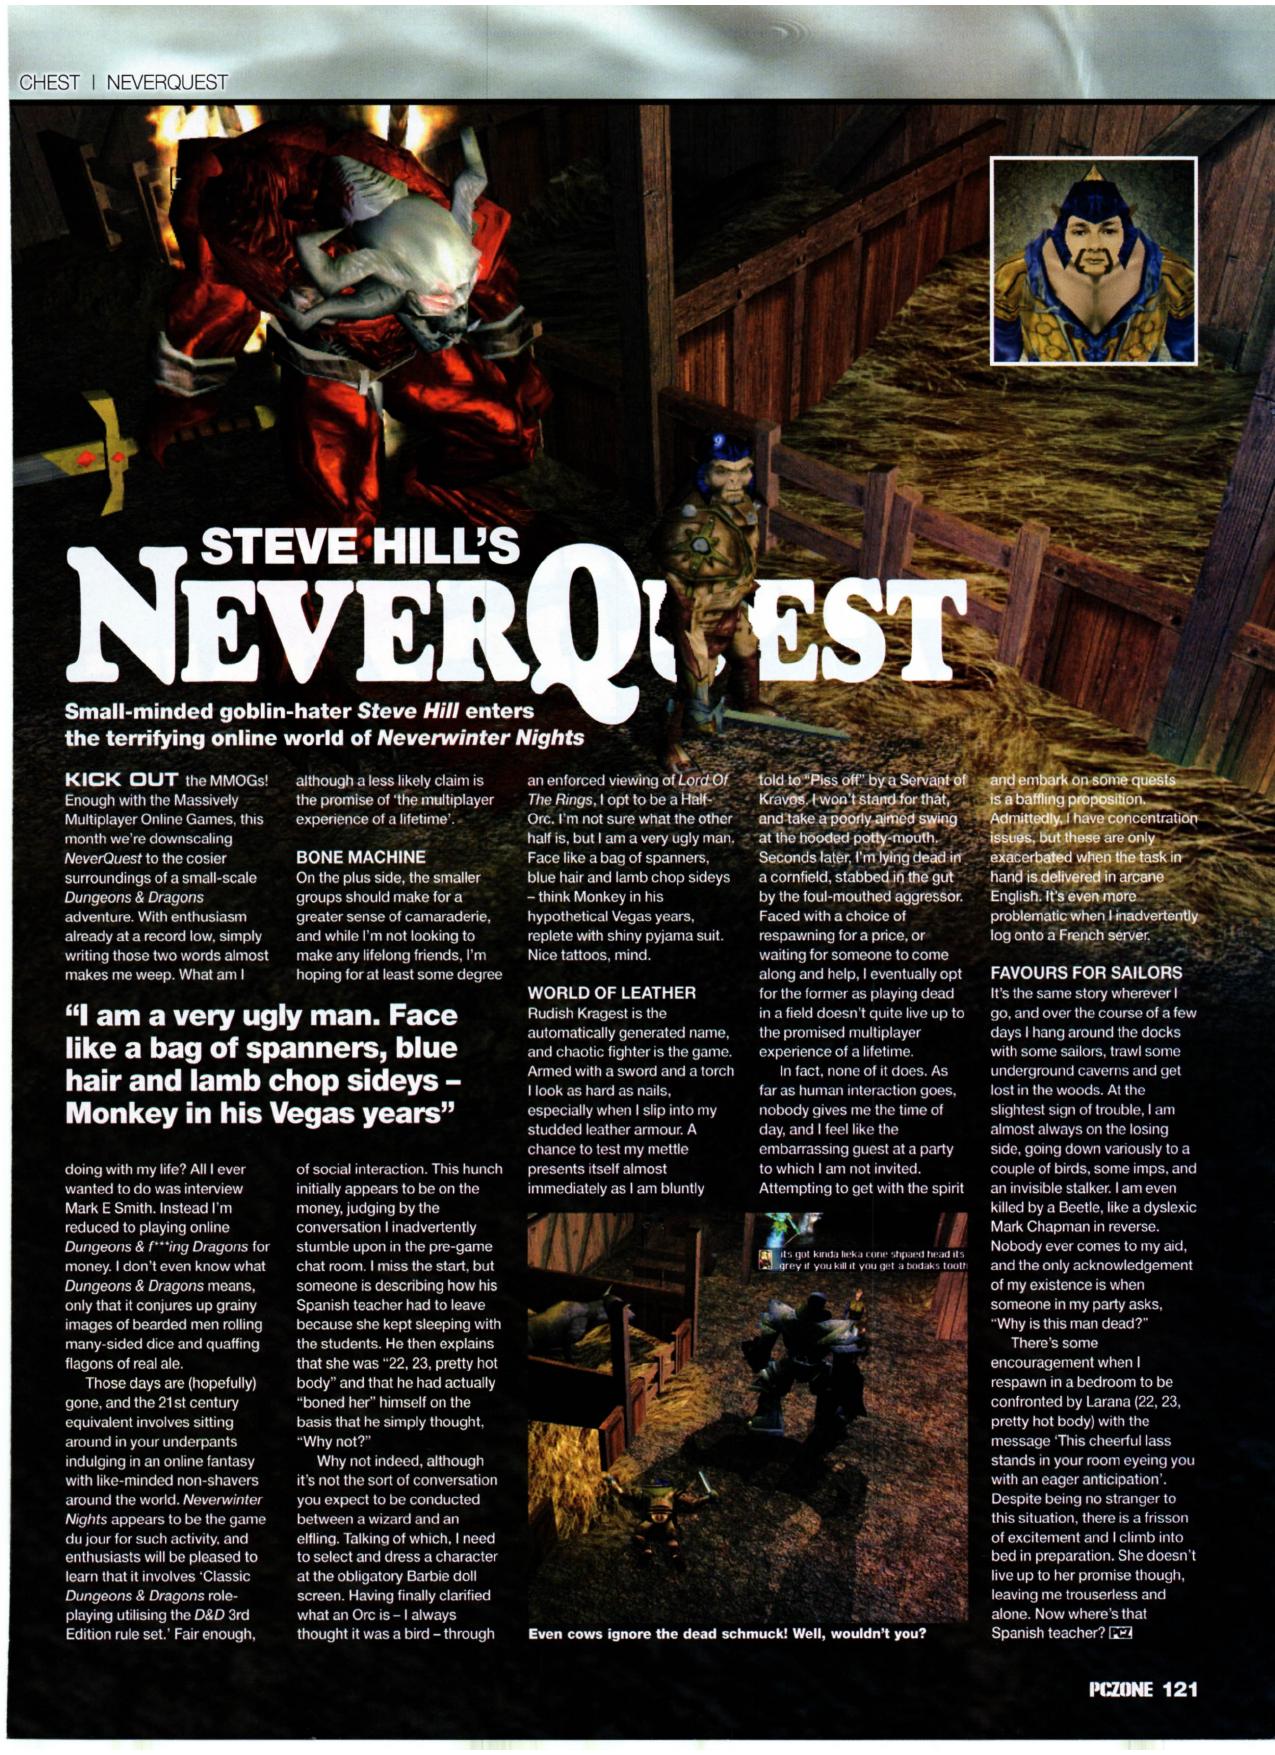 CHEST | NEVERQUEST
STEVE HILL'S
NEVERQUEST
Small-minded goblin-hater Steve Hill enters
the terrifying online world of Neverwinter Nights
KICK OUT the MMOGs!
Enough with the Massively
Multiplayer Online Games, this
month we're downscaling
NeverQuest to the cosier
surroundings of a small-scale
Dungeons & Dragons
adventure. With enthusiasm
already at a record low, simply
writing those two words almost
makes me weep. What am I
"I am a very ugly man. Face
like a bag of spanners, blue
hair and lamb chop sideys –
Monkey in his Vegas years"
doing with my life? All I ever
wanted to do was interview
Mark E Smith. Instead I'm
reduced to playing online
Dungeons & f***ing Dragons for
money. I don't even know what
Dungeons & Dragons means,
only that it conjures up grainy
images of bearded men rolling
many-sided dice and quaffing
flagons of real ale.
Those days are (hopefully)
gone, and the 21st century
equivalent involves sitting
around in your underpants
indulging in an online fantasy
with like-minded non-shavers
around the world. Neverwinter
Nights appears to be the game
du jour for such activity, and
enthusiasts will be pleased to
learn that it involves 'Classic
Dungeons & Dragons role-
playing utilising the D&D 3rd
Edition rule set.' Fair enough,
although a less likely claim is
the promise of 'the multiplayer
experience of a lifetime'.
BONE MACHINE
On the plus side, the smaller
groups should make for a
greater sense of camaraderie,
and while I'm not looking to
make any lifelong friends, I'm
hoping for at least some degree
of social interaction. This hunch
initially appears to be on the
money, judging by the
conversation I inadvertently
stumble upon in the pre-game
chat room. I miss the start, but
someone is describing how his
Spanish teacher had to leave
because she kept sleeping with
the students. He then explains
that she was "22, 23, pretty hot
body" and that he had actually
"boned her" himself on the
basis that he simply thought,
"Why not?"
Why not indeed, although
it's not the sort of conversation
you expect to be conducted
between a wizard and an
elfling. Talking of which, I need
to select and dress a character
at the obligatory Barbie doll
screen. Having finally clarified
what an Orc is – I always
thought it was a bird – through
an enforced viewing of Lord Of
The Rings, I opt to be a Half-
Orc. I'm not sure what the other
half is, but I am a very ugly man.
Face like a bag of spanners,
blue hair and lamb chop sideys
– think Monkey in his
hypothetical Vegas years,
replete with shiny pyjama suit.
Nice tattoos, mind.
WORLD OF LEATHER
Rudish Kragest is the
automatically generated name,
and chaotic fighter is the game.
Armed with a sword and a torch
I look as hard as nails,
especially when I slip into my
studded leather armour. A
chance to test my mettle
presents itself almost
immediately as I am bluntly
told to "Piss off" by a Servant of
Kravos. I won't stand for that,
and take a poorly aimed swing
at the hooded potty-mouth.
Seconds later, I'm lying dead in
a cornfield, stabbed in the gut
by the foul-mouthed aggressor.
Faced with a choice of
respawning for a price, or
waiting for someone to come
along and help, I eventually opt
for the former as playing dead
in a field doesn't quite live up to
the promised multiplayer
experience of a lifetime.
In fact, none of it does. As
far as human interaction goes,
nobody gives me the time of
day, and I feel like the
embarrassing guest at a party
to which I am not invited.
Attempting to get with the spirit
and embark on some quests
is a baffling proposition.
Admittedly, I have concentration
issues, but these are only
exacerbated when the task in
hand is delivered in arcane
English. It's even more
problematic when I inadvertently
log onto a French server.
FAVOURS FOR SAILORS
It's the same story wherever I
go, and over the course of a few
days I hang around the docks
with some sailors, trawl some
underground caverns and get
lost in the woods. At the
slightest sign of trouble, I am
almost always on the losing
side, going down variously to a
couple of birds, some imps, and
an invisible stalker. I am even
killed by a Beetle, like a dyslexic
Mark Chapman in reverse.
Nobody ever comes to my aid,
and the only acknowledgement
of my existence is when
someone in my party asks,
"Why is this man dead?"
There's some
encouragement when I
respawn in a bedroom to be
confronted by Larana (22, 23,
pretty hot body) with the
message 'This cheerful lass
stands in your room eyeing you
with an eager anticipation'.
Despite being no stranger to
this situation, there is a frisson
of excitement and I climb into
bed in preparation. She doesn't
live up to her promise though,
leaving me trouserless and
alone. Now where's that
Spanish teacher? PCZ
its got kinda lieka cone shpaed head its
grey if you kill it you get a bodaks tooth
Even cows ignore the dead schmuck! Well, wouldn't you?
PCZONE 121